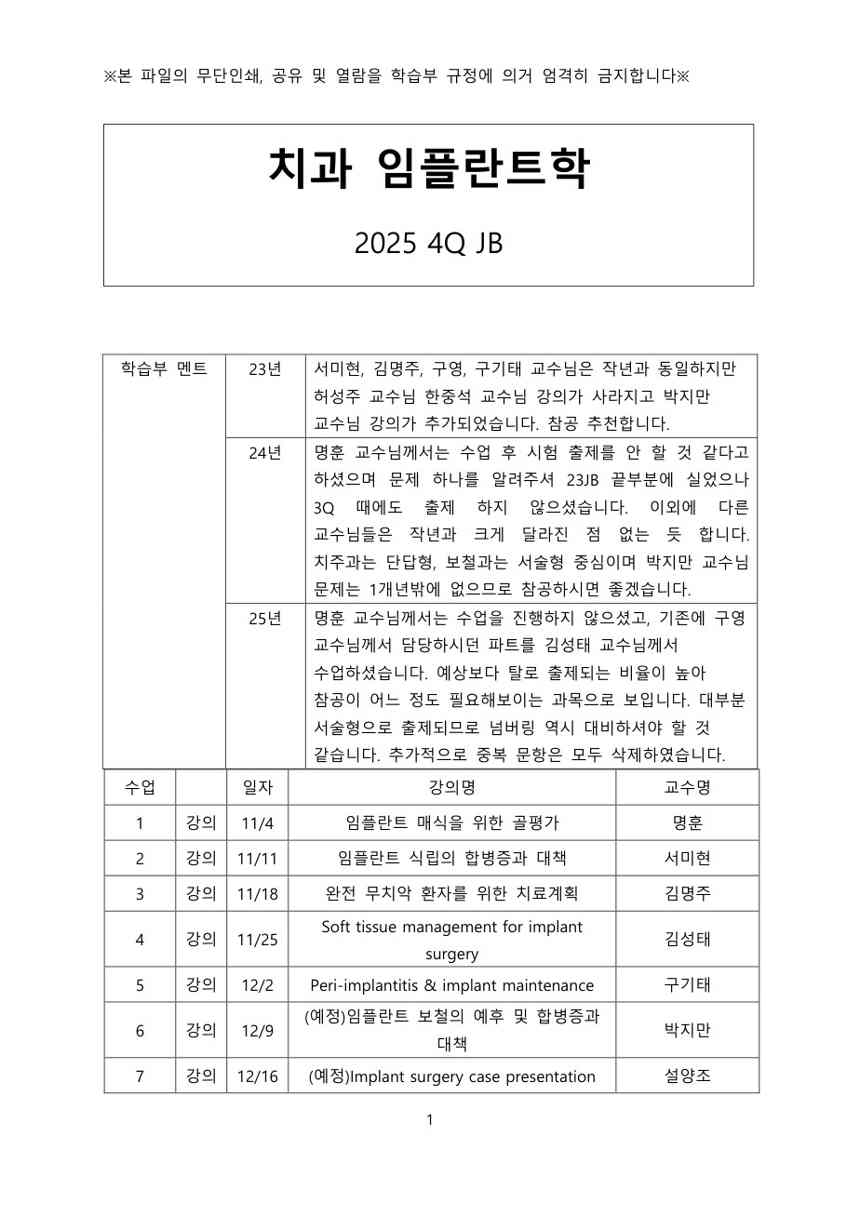 ※본 파일의 무단인쇄, 공유 및 열람을 학습부 규정에 의거 엄격히 금지합니다※
치과 임플란트학
2025 4Q JB
학습부 멘트 23년 서미현, 김명주, 구영, 구기태 교수님은 작년과 동일하지만
허성주 교수님 한중석 교수님 강의가 사라지고 박지만
교수님 강의가 추가되었습니다. 참공 추천합니다.
24년 명훈 교수님께서는 수업 후 시험 출제를 안 할 것 같다고
하셨으며 문제 하나를 알려주셔 23JB 끝부분에 실었으나
3Q 때에도 출제 하지 않으셨습니다. 이외에 다른
교수님들은 작년과 크게 달라진 점 없는 듯 합니다.
치주과는 단답형, 보철과는 서술형 중심이며 박지만 교수님
문제는 1개년밖에 없으므로 참공하시면 좋겠습니다.
25년 명훈 교수님께서는 수업을 진행하지 않으셨고, 기존에 구영
교수님께서 담당하시던 파트를 김성태 교수님께서
수업하셨습니다. 예상보다 탈로 출제되는 비율이 높아
참공이 어느 정도 필요해보이는 과목으로 보입니다. 대부분
서술형으로 출제되므로 넘버링 역시 대비하셔야 할 것
같습니다. 추가적으로 중복 문항은 모두 삭제하였습니다.
수업 일자 강의명 교수명
1 강의 11/4 임플란트 매식을 위한 골평가 명훈
2 강의 11/11 임플란트 식립의 합병증과 대책 서미현
3 강의 11/18 완전 무치악 환자를 위한 치료계획 김명주
4 강의 11/25 Soft tissue management for implant
surgery 김성태
5 강의 12/2 Peri-implantitis & implant maintenance 구기태
6 강의 12/9 (예정)임플란트 보철의 예후 및 합병증과
대책 박지만
7 강의 12/16 (예정)Implant surgery case presentation 설양조
1